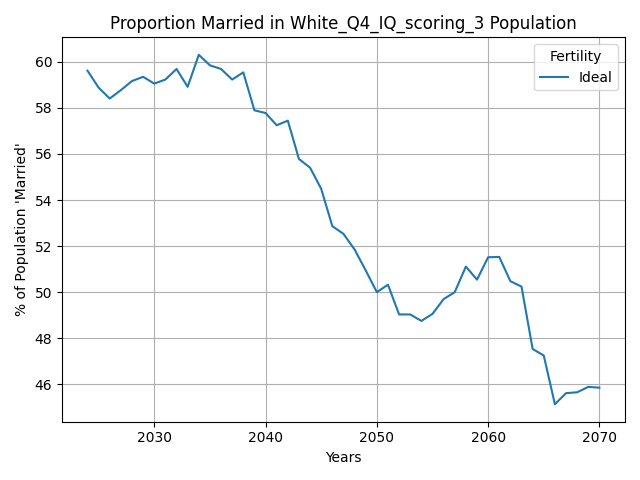 Proportion Married in White_Q4_IQ_scoring_3 Population
Fertility
Ideal
% of Population 'Married'
60
58
56
54
52
50
48
46
2030
2040
2050
2060
2070
Years